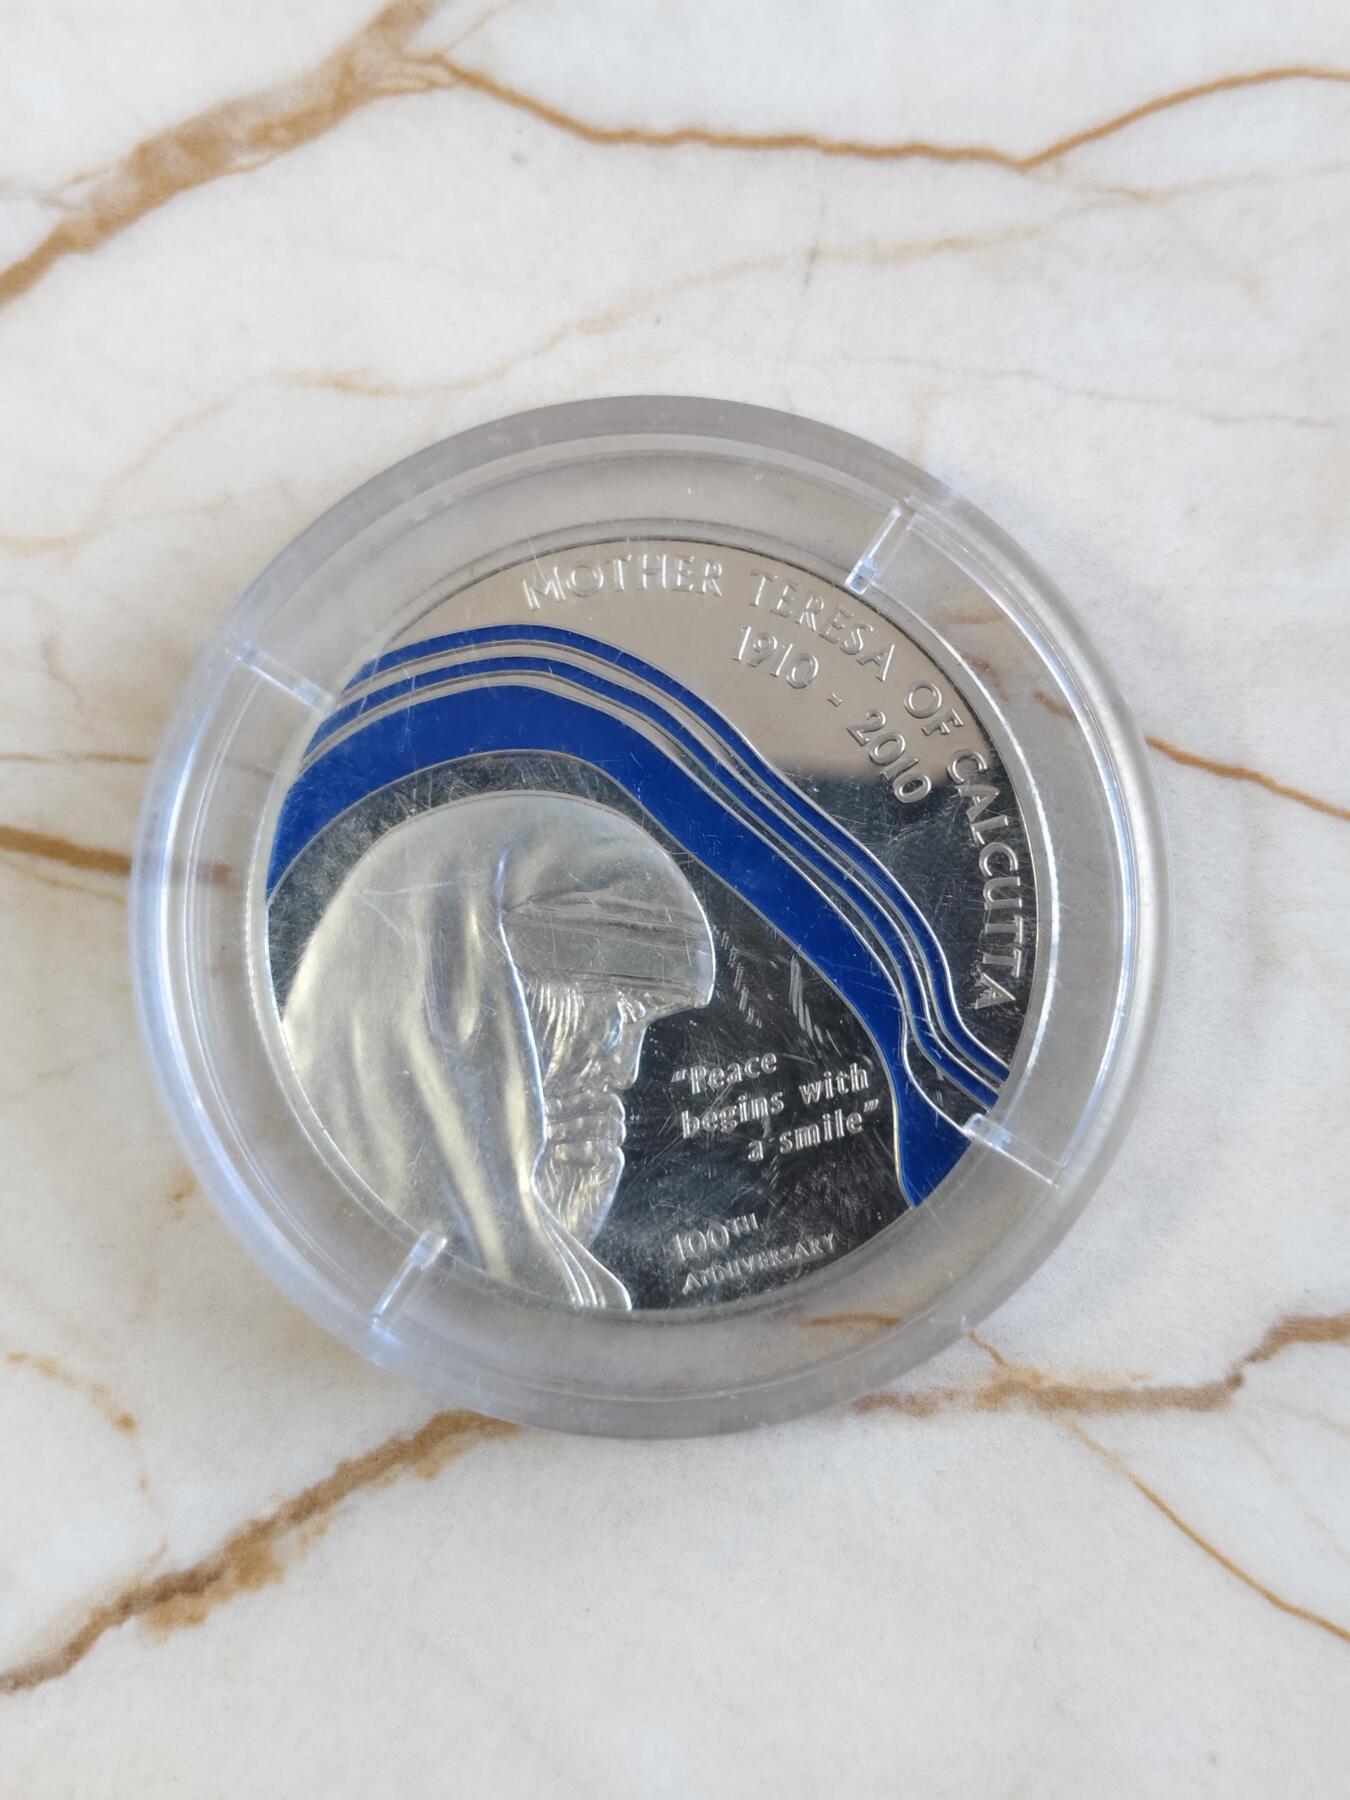 MOTHER TERESA OF CALCUTTA
1910 - 2010
“Peace
begins with
a smile”
100TH
ANNIVERSARY